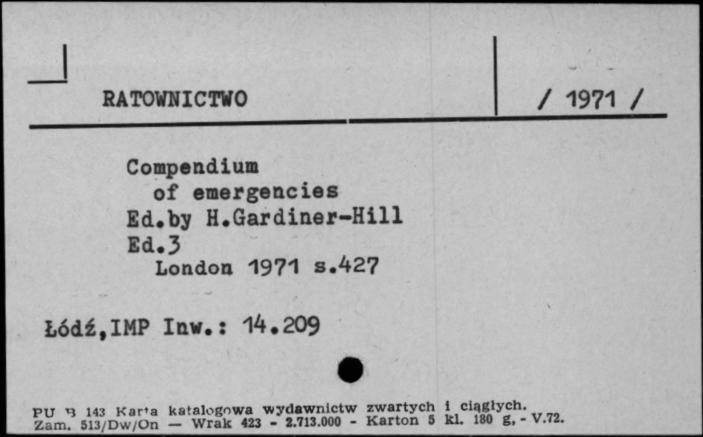 RATOWNICTWO / 1971 /
Compendium
of emergencies
Ed.by H.Gardiner-Hill
Ed.3
London 1971 s.427
Łódź,IMP Inw.: 14.209
PU B 143 Karta katalogowa wydawnictw zwartych i ciągłych.
Zam. 513/Dw/On — Wrak 423 - 2.713.000 - Karton 5 kl. 180 g, - V.72.